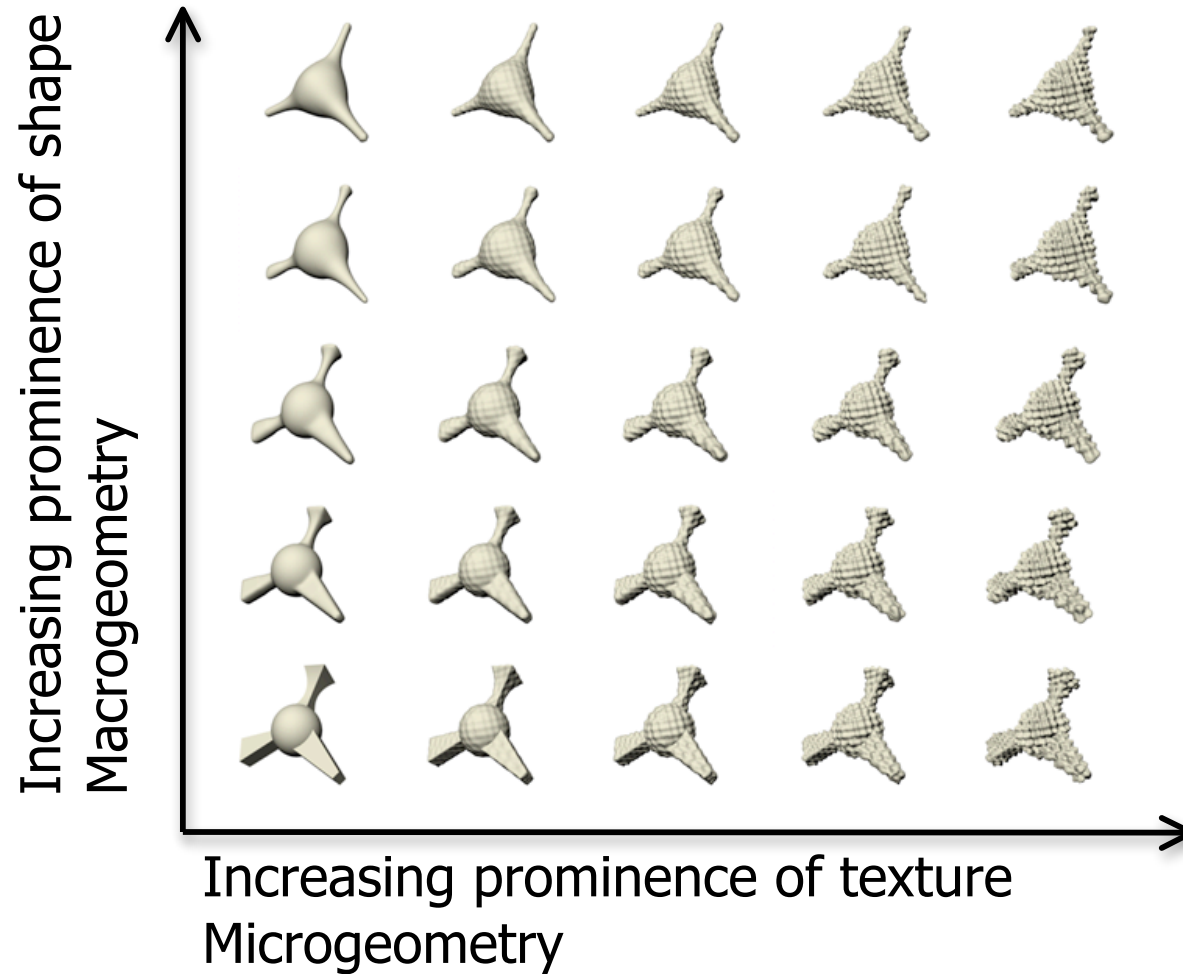 Increasing prominence of shape
Macrogeometry
Increasing prominence of texture
Microgeometry